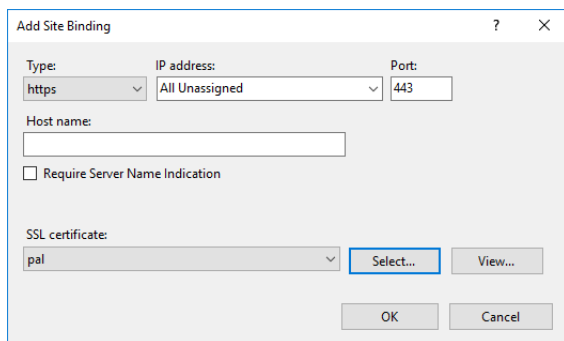 Add Site Binding ?
Type: IP address: Port:
https All Unassigned 443
Host name:
Require Server Name Indication
SSL certificate:
pal Select... View...
OK Cancel